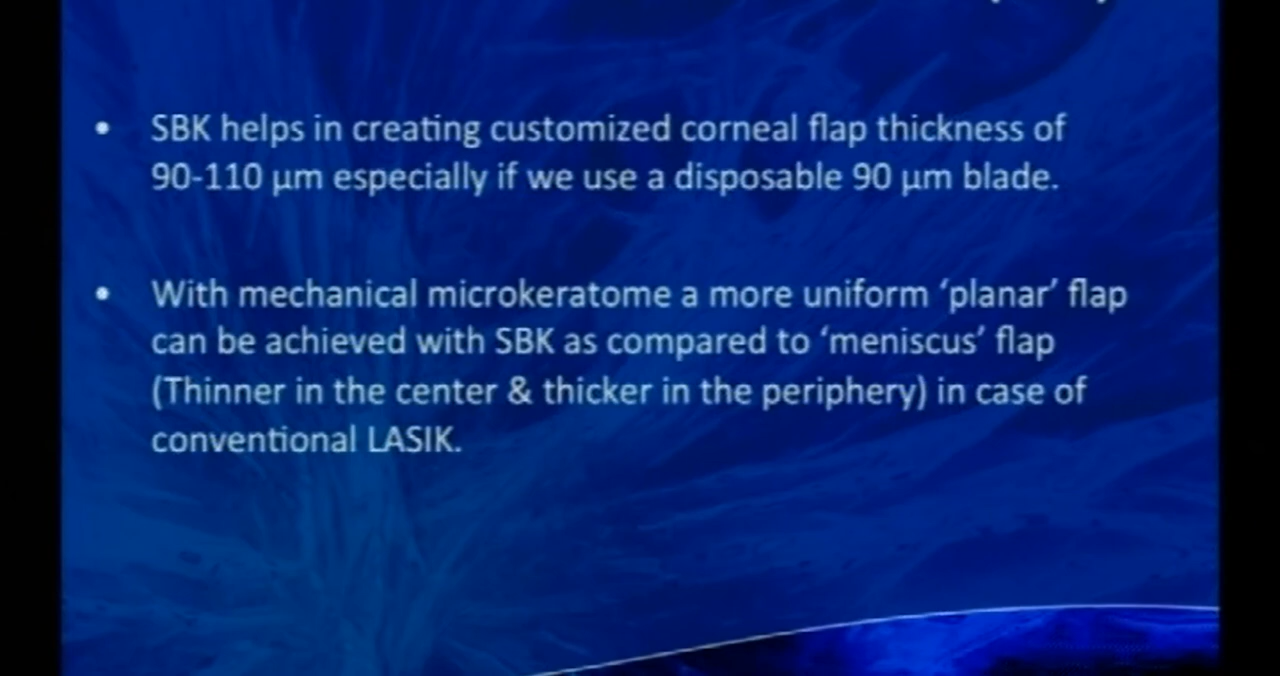 • SBK helps in creating customized corneal flap thickness of
90-110 µm especially if we use a disposable 90 µm blade.
• With mechanical microkeratome a more uniform ‘planar’ flap
can be achieved with SBK as compared to ‘meniscus’ flap
(Thinner in the center & thicker in the periphery) in case of
conventional LASIK.